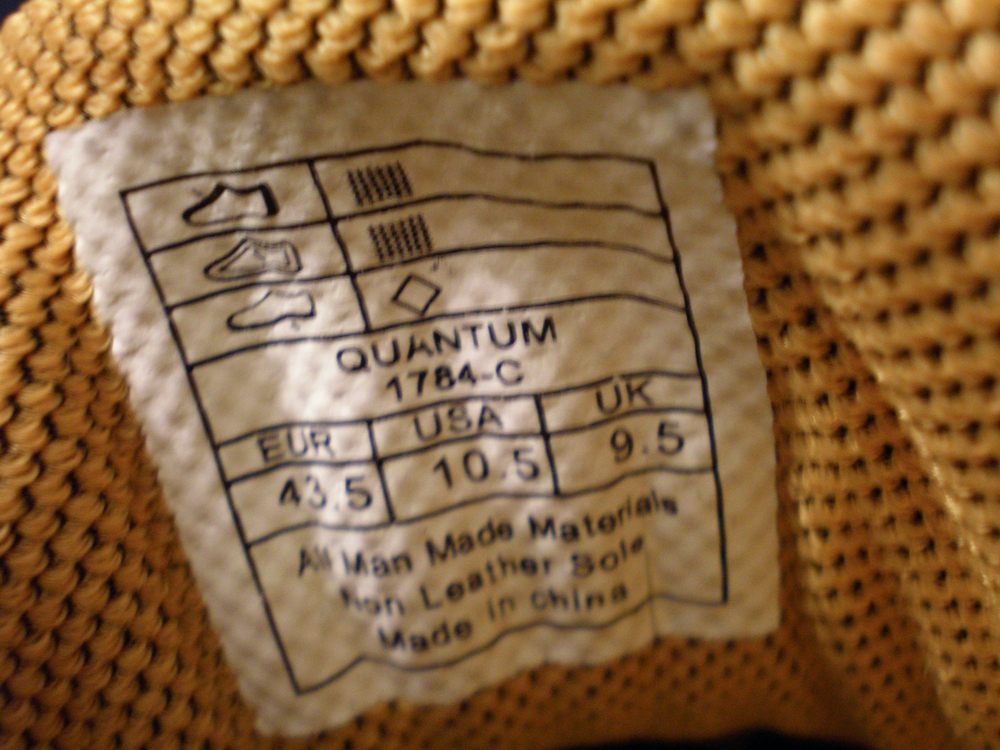 QUANTUM
1784-C
EUR USA UK
43.5 10.5 9.5
All Man Made Materials
Non Leather Sole
Made in China